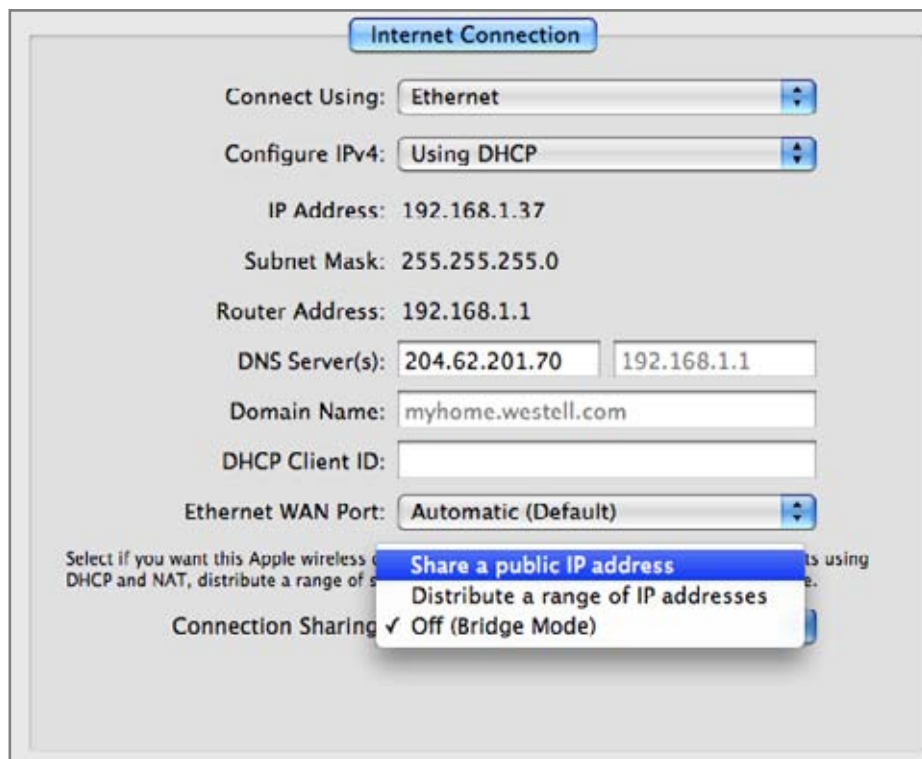 Internet Connection
Connect Using: Ethernet
Configure IPv4: Using DHCP
IP Address: 192.168.1.37
Subnet Mask: 255.255.255.0
Router Address: 192.168.1.1
DNS Server(s): 204.62.201.70 192.168.1.1
Domain Name: myhome.westell.com
DHCP Client ID:
Ethernet WAN Port: Automatic (Default)
Select if you want this Apple wireless using
DHCP and NAT, distribute a range of
Share a public IP address
Distribute a range of IP addresses
Connection Sharing ✓ Off (Bridge Mode)